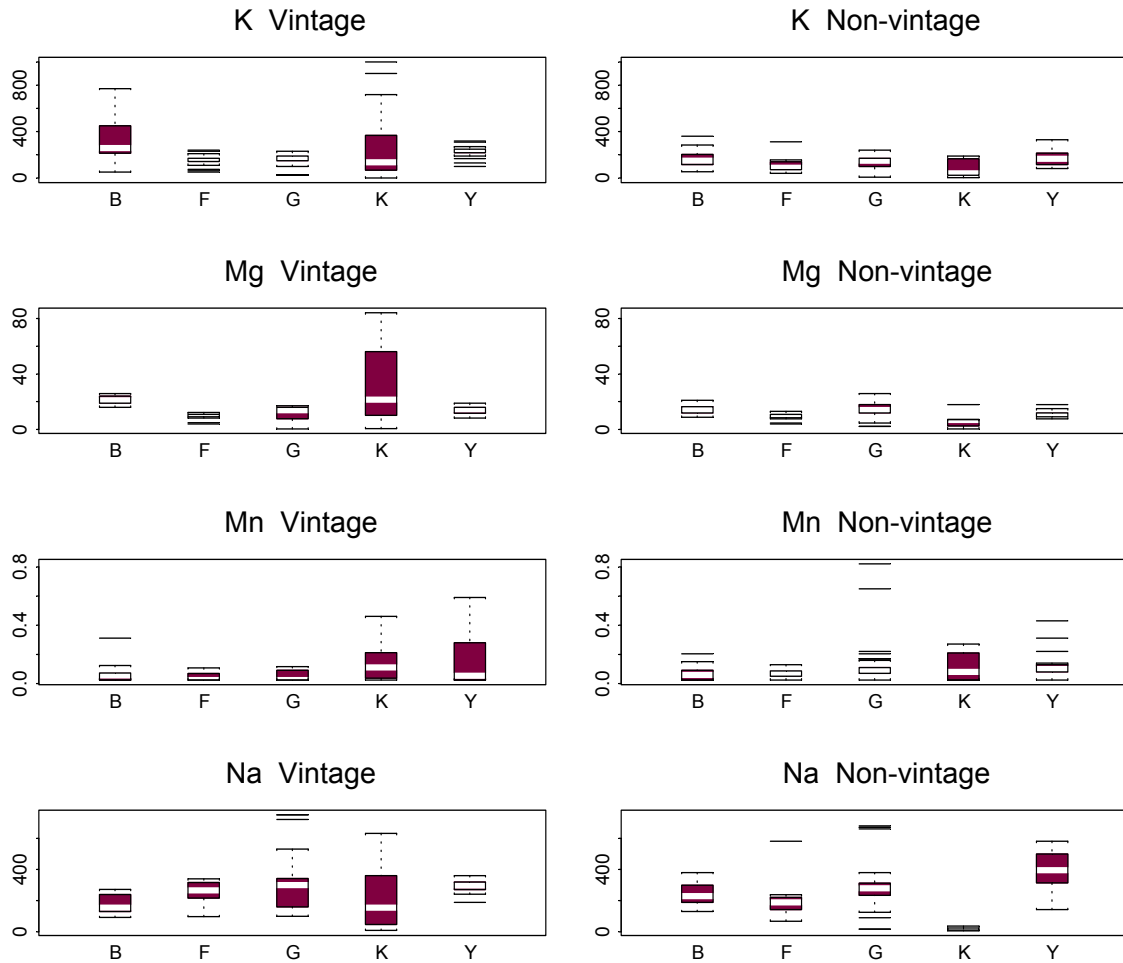 K Vintage
K Non-vintage
0 400 800
B F G K Y
0 400 800
B F G K Y
Mg Vintage
Mg Non-vintage
0 40 80
B F G K Y
0 40 80
B F G K Y
Mn Vintage
Mn Non-vintage
0.0 0.4 0.8
B F G K Y
0.0 0.4 0.8
B F G K Y
Na Vintage
Na Non-vintage
0 400
B F G K Y
0 400
B F G K Y